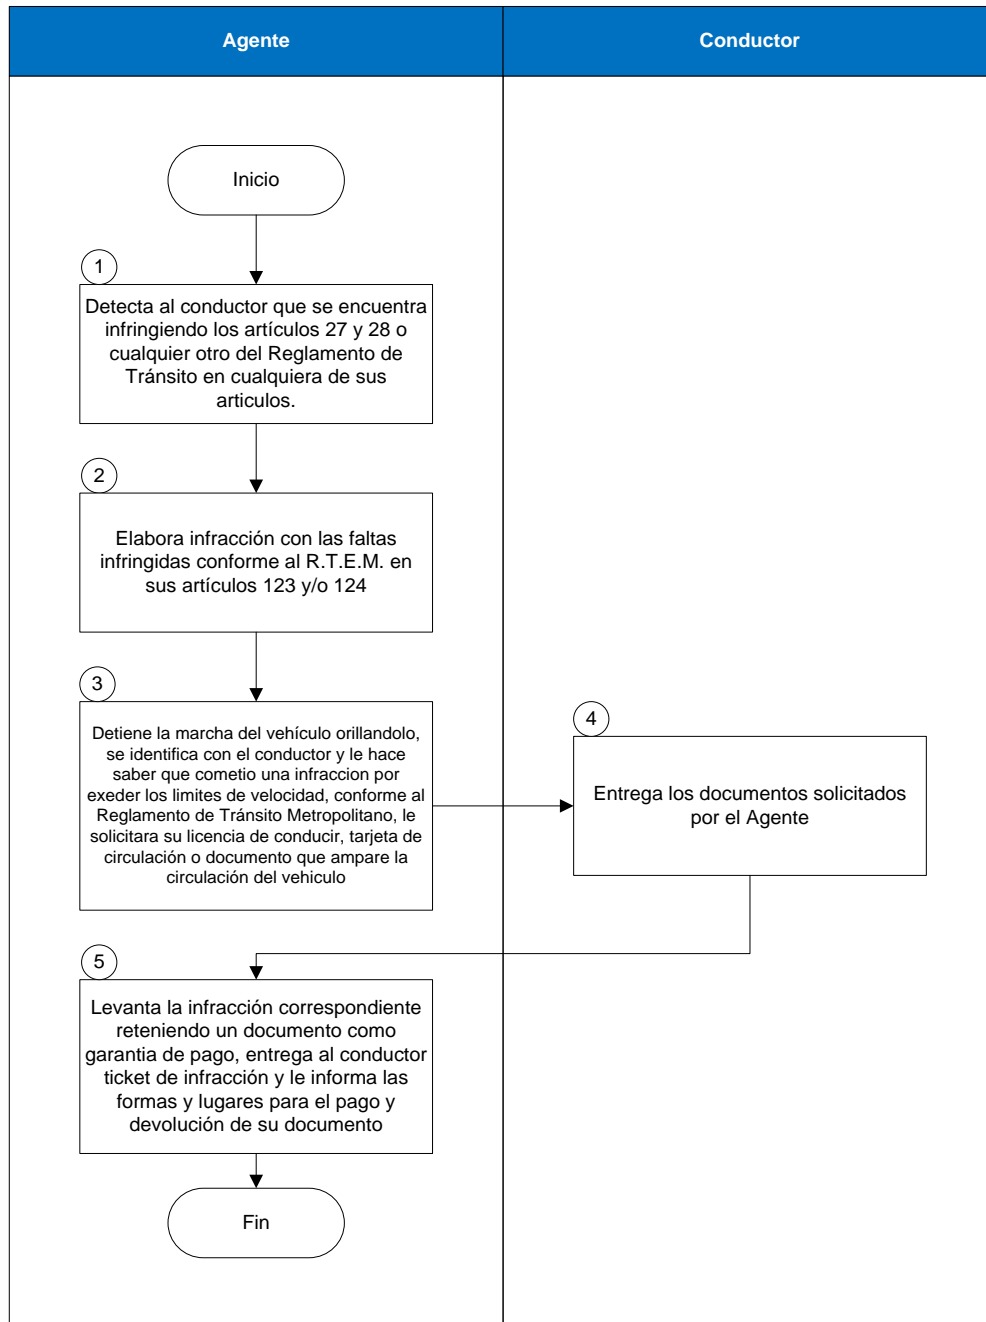 Agente
Conductor
Inicio
1
Detecta al conductor que se encuentra
infringiendo los artículos 27 y 28 o
cualquier otro del Reglamento de
Tránsito en cualquiera de sus
articulos.
2
Elabora infracción con las faltas
infringidas conforme al R.T.E.M. en
sus artículos 123 y/o 124
3
Detiene la marcha del vehículo orillandolo,
se identifica con el conductor y le hace
saber que cometio una infraccion por
exeder los limites de velocidad, conforme al
Reglamento de Tránsito Metropolitano, le
solicitara su licencia de conducir, tarjeta de
circulación o documento que ampare la
circulación del vehiculo
4
Entrega los documentos solicitados
por el Agente
5
Levanta la infracción correspondiente
reteniendo un documento como
garantia de pago, entrega al conductor
ticket de infracción y le informa las
formas y lugares para el pago y
devolución de su documento
Fin